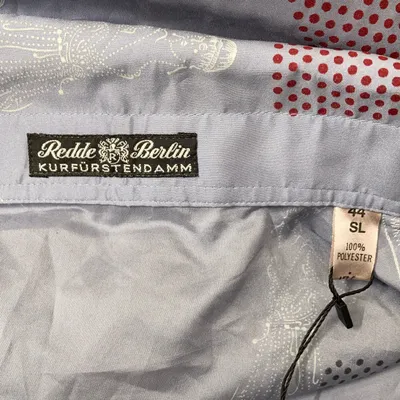 Redde Berlin
KURFÜRSTENDAMM
44
SL
100%
POLYESTER